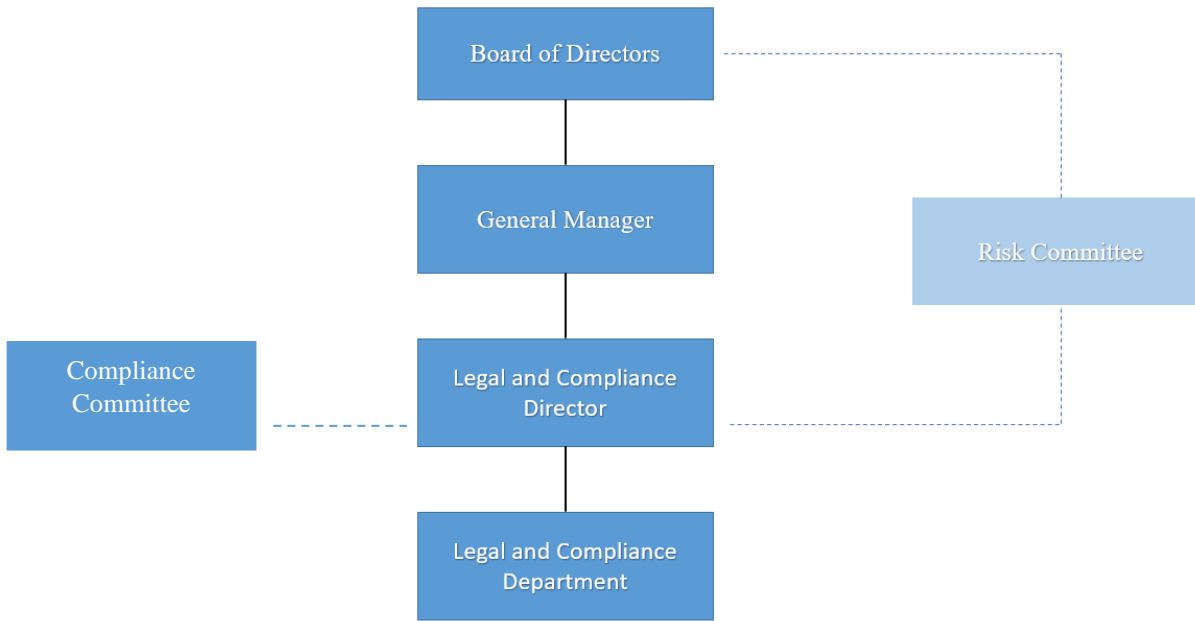 Board of Directors
General Manager
Risk Committee
Compliance
Committee
Legal and Compliance
Director
Legal and Compliance
Department